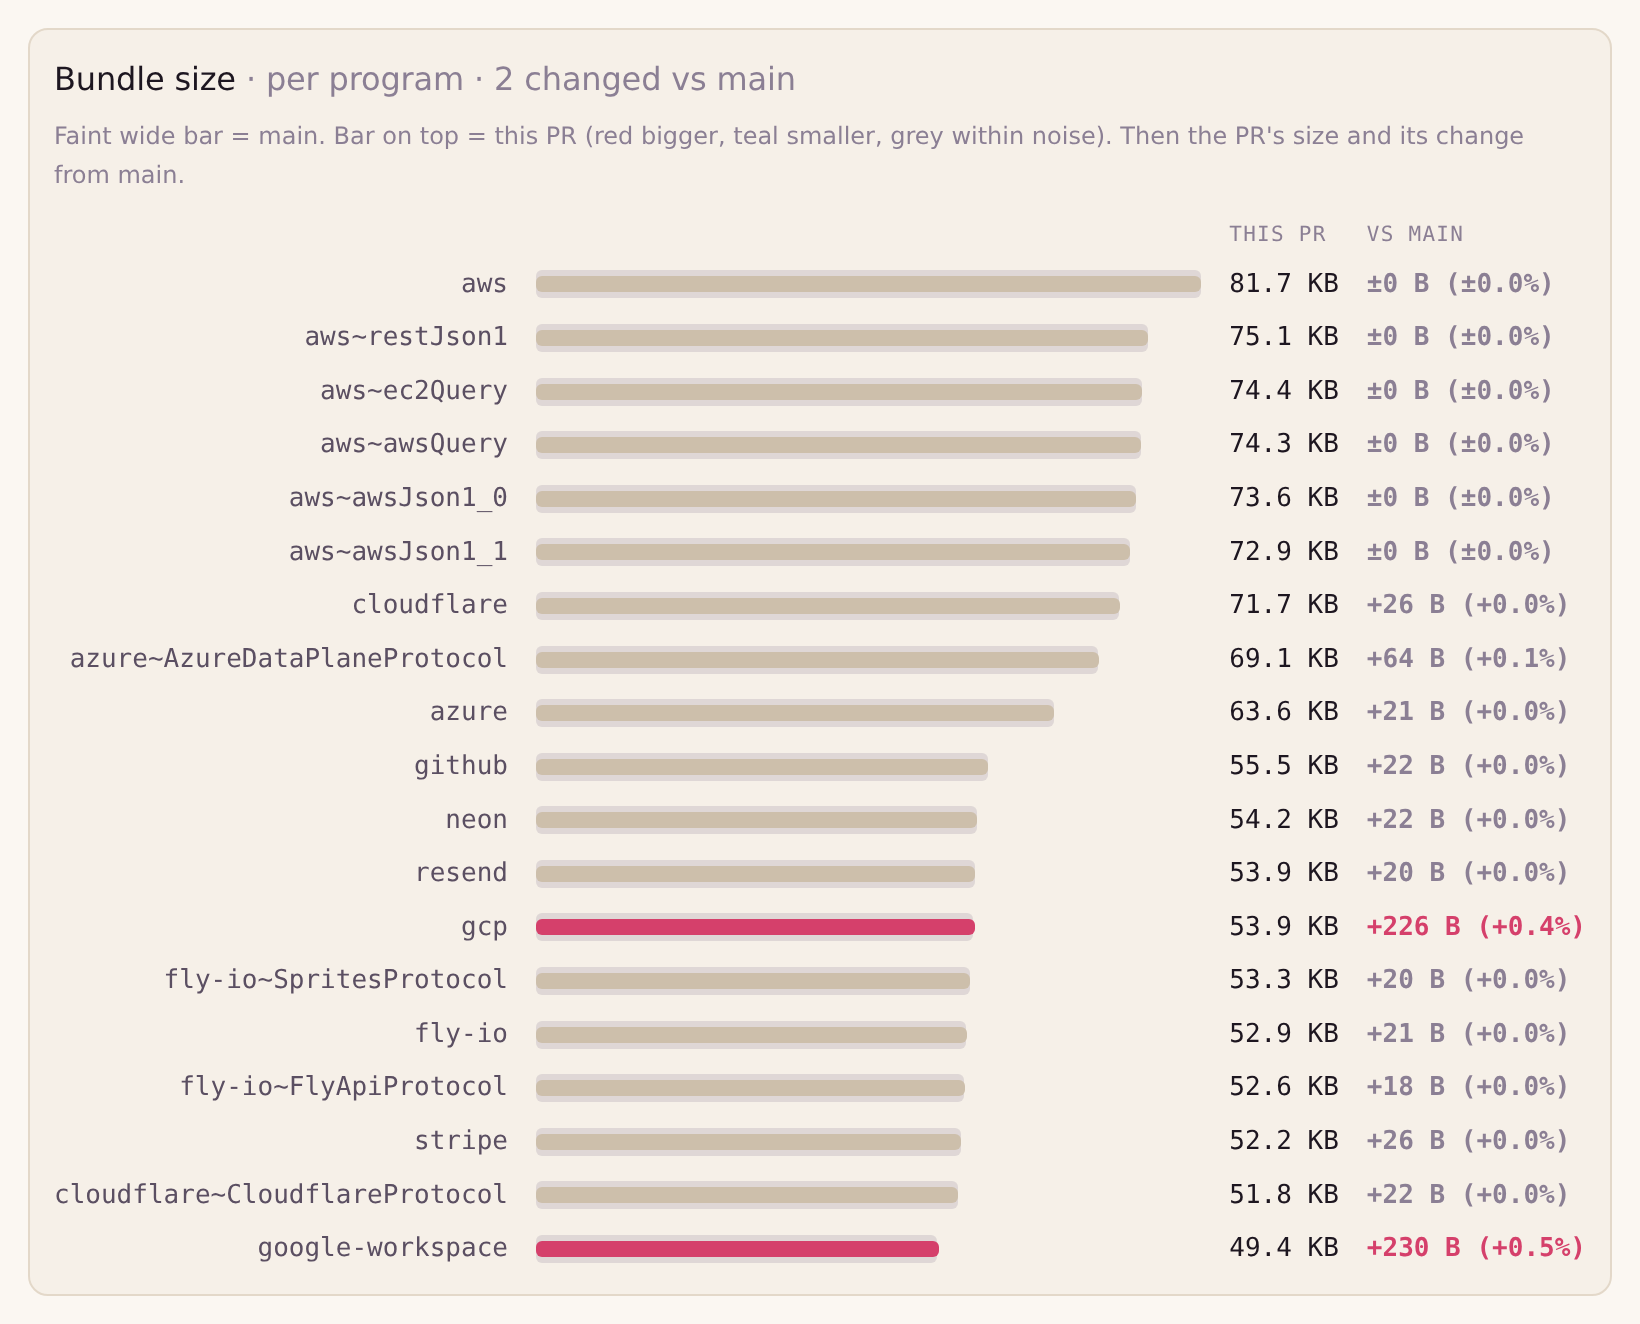 Bundle size · per program · 2 changed vs main
Faint wide bar = main. Bar on top = this PR (red bigger, teal smaller, grey within noise). Then the PR's size and its change
from main.
THIS PR VS MAIN
aws 81.7 KB ±0 B (±0.0%)
aws~restJson1 75.1 KB ±0 B (±0.0%)
aws~ec2Query 74.4 KB ±0 B (±0.0%)
aws~awsQuery 74.3 KB ±0 B (±0.0%)
aws~awsJson1_0 73.6 KB ±0 B (±0.0%)
aws~awsJson1_1 72.9 KB ±0 B (±0.0%)
cloudflare 71.7 KB +26 B (+0.0%)
azure~AzureDataPlaneProtocol 69.1 KB +64 B (+0.1%)
azure 63.6 KB +21 B (+0.0%)
github 55.5 KB +22 B (+0.0%)
neon 54.2 KB +22 B (+0.0%)
resend 53.9 KB +20 B (+0.0%)
gcp 53.9 KB +226 B (+0.4%)
fly-io~SpritesProtocol 53.3 KB +20 B (+0.0%)
fly-io 52.9 KB +21 B (+0.0%)
fly-io~FlyApiProtocol 52.6 KB +18 B (+0.0%)
stripe 52.2 KB +26 B (+0.0%)
cloudflare~CloudflareProtocol 51.8 KB +22 B (+0.0%)
google-workspace 49.4 KB +230 B (+0.5%)